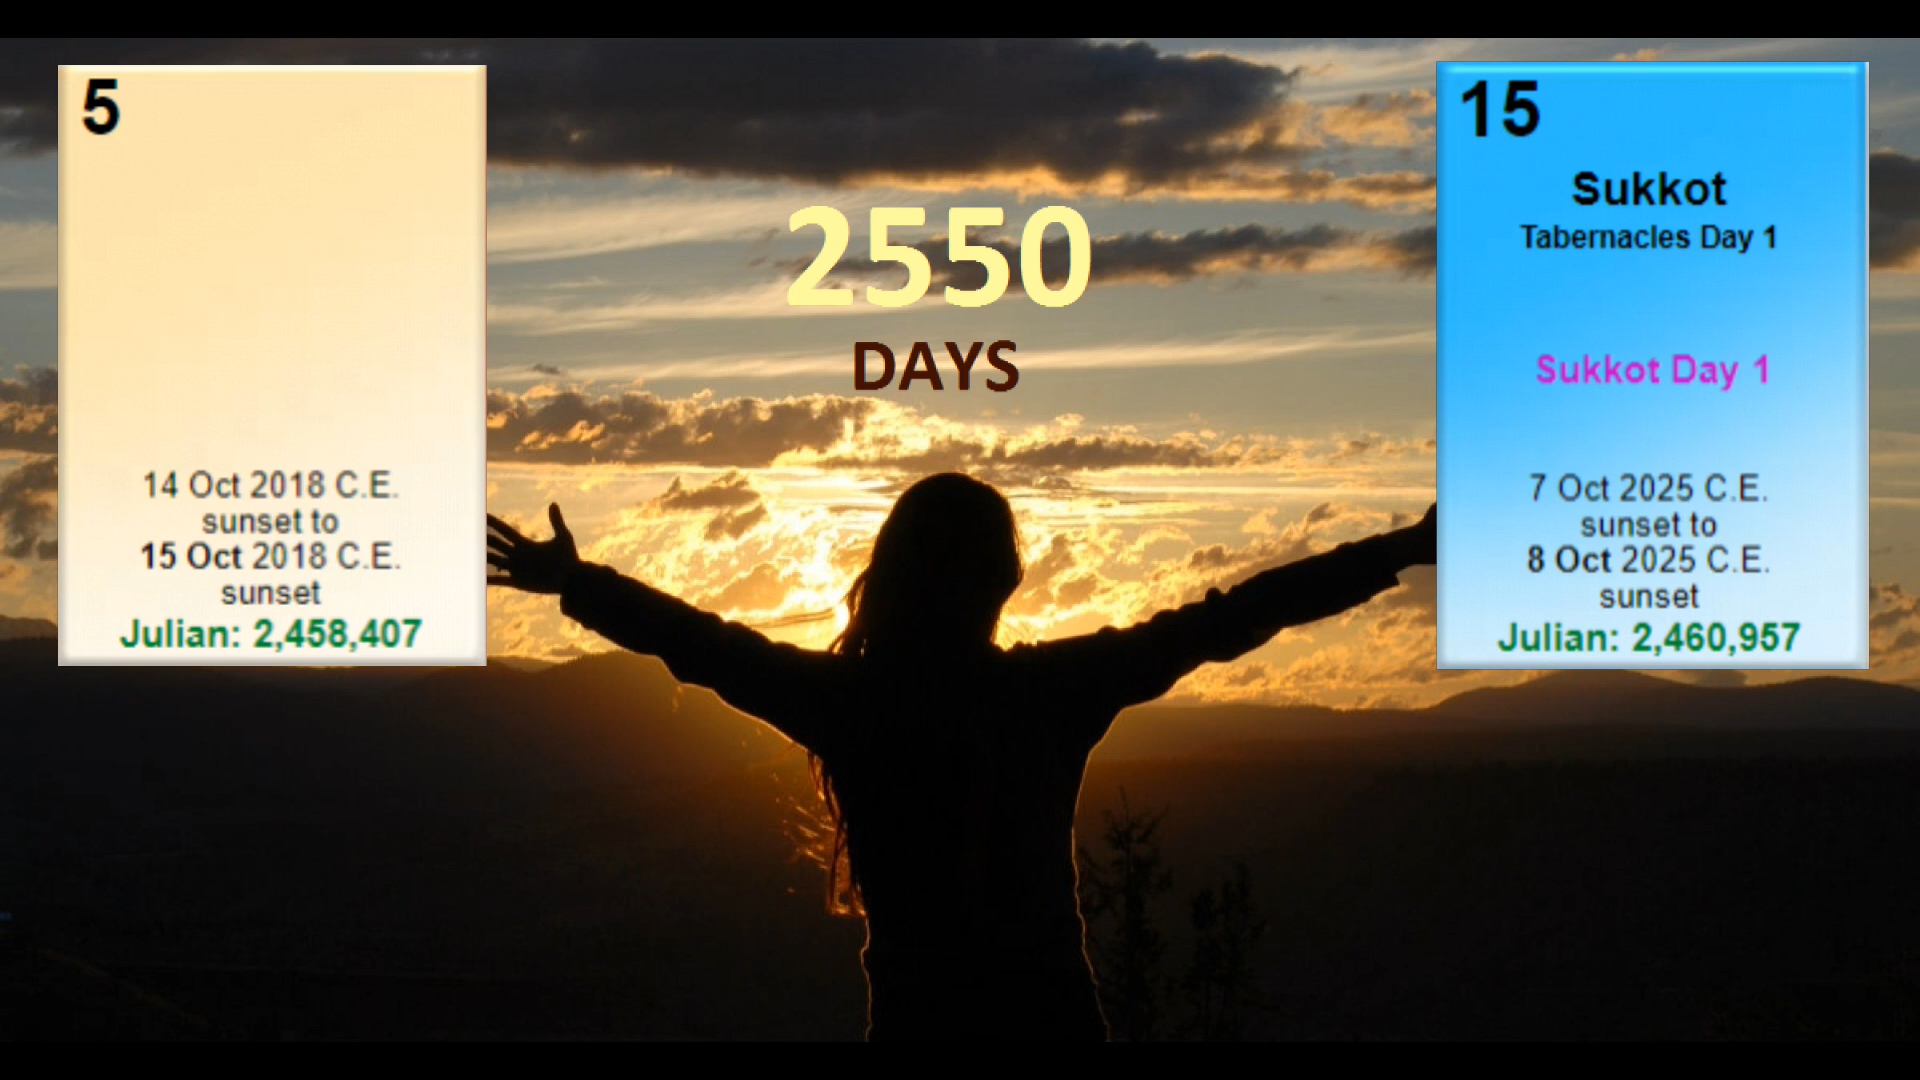 5
14 Oct 2018 C.E.
sunset to
15 Oct 2018 C.E.
sunset
Julian: 2,458,407
2550
DAYS
15
Sukkot
Tabernacles Day 1
Sukkot Day 1
7 Oct 2025 C.E.
sunset to
8 Oct 2025 C.E.
sunset
Julian: 2,460,957